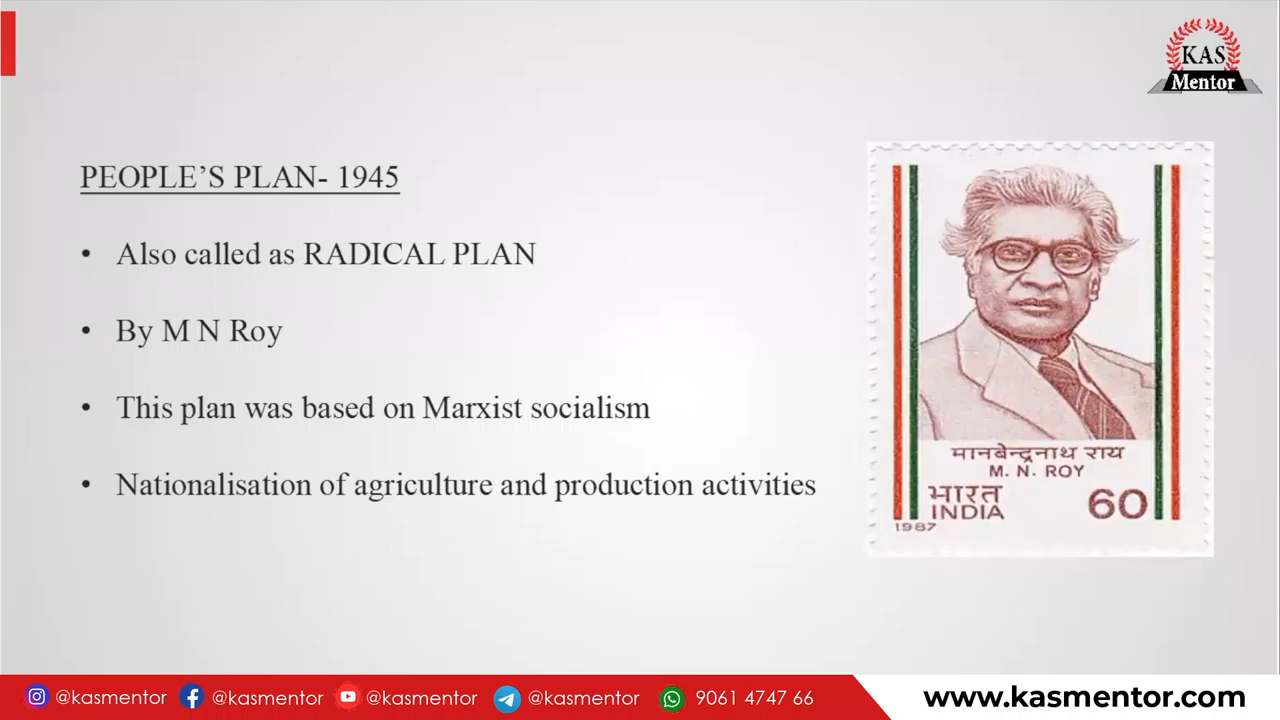 KAS
Mentor
PEOPLE’S PLAN- 1945
• Also called as RADICAL PLAN
• By M N Roy
• This plan was based on Marxist socialism
• Nationalisation of agriculture and production activities
मानबेन्द्रनाथ राय
M. N. ROY
भारत
INDIA
60
1987
@kasmentor @kasmentor @kasmentor @kasmentor 9061 4747 66
www.kasmentor.com